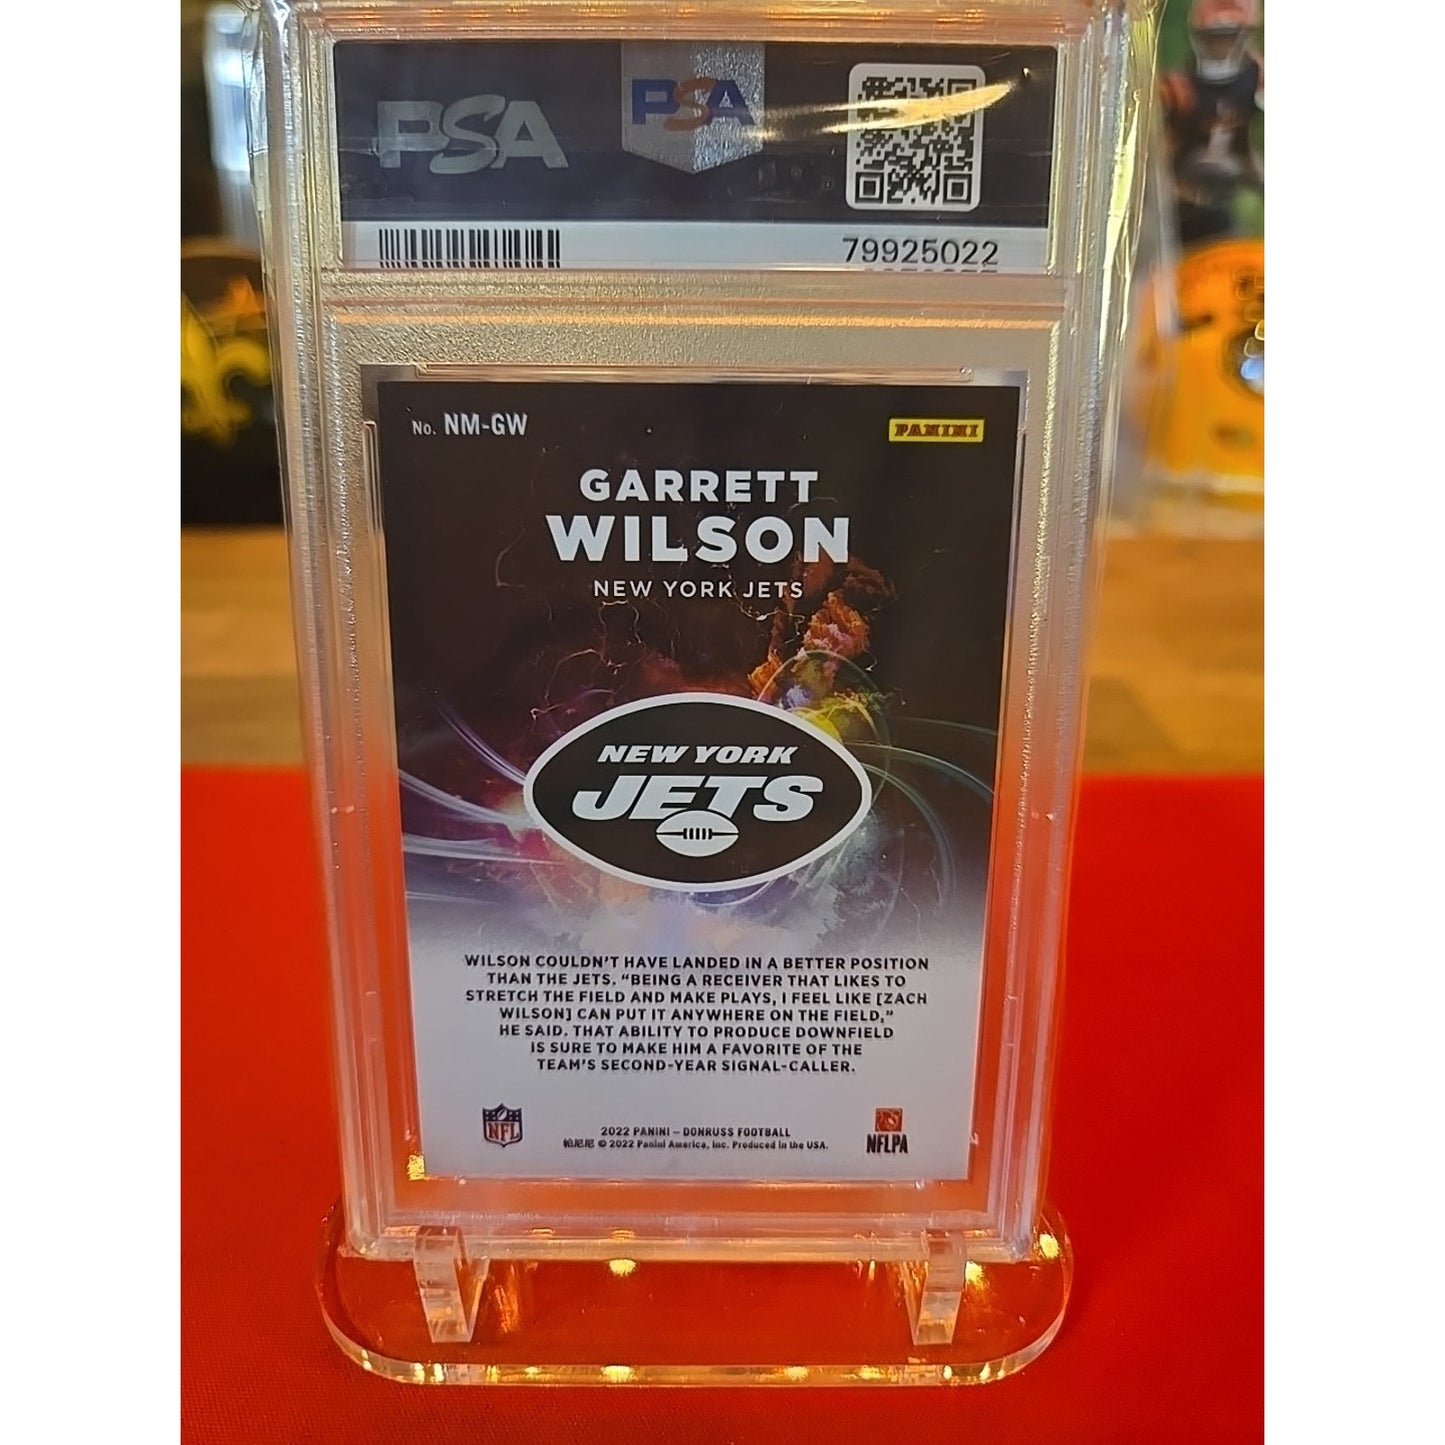 PSA
PSA
79925022
No. NM-GW
PANINI
GARRETT
WILSON
NEW YORK JETS
NEW YORK
JETS
WILSON COULDN'T HAVE LANDED IN A BETTER POSITION
THAN THE JETS. "BEING A RECEIVER THAT LIKES TO
STRETCH THE FIELD AND MAKE PLAYS, I FEEL LIKE [ZACH
WILSON] CAN PUT IT ANYWHERE ON THE FIELD,"
HE SAID. THAT ABILITY TO PRODUCE DOWNFIELD
IS SURE TO MAKE HIM A FAVORITE OF THE
TEAM'S SECOND-YEAR SIGNAL-CALLER.
NFL
2022 PANINI – DONRUSS FOOTBALL
帕尼尼 © 2022 Panini America, Inc. Produced in the USA.
NFLPA